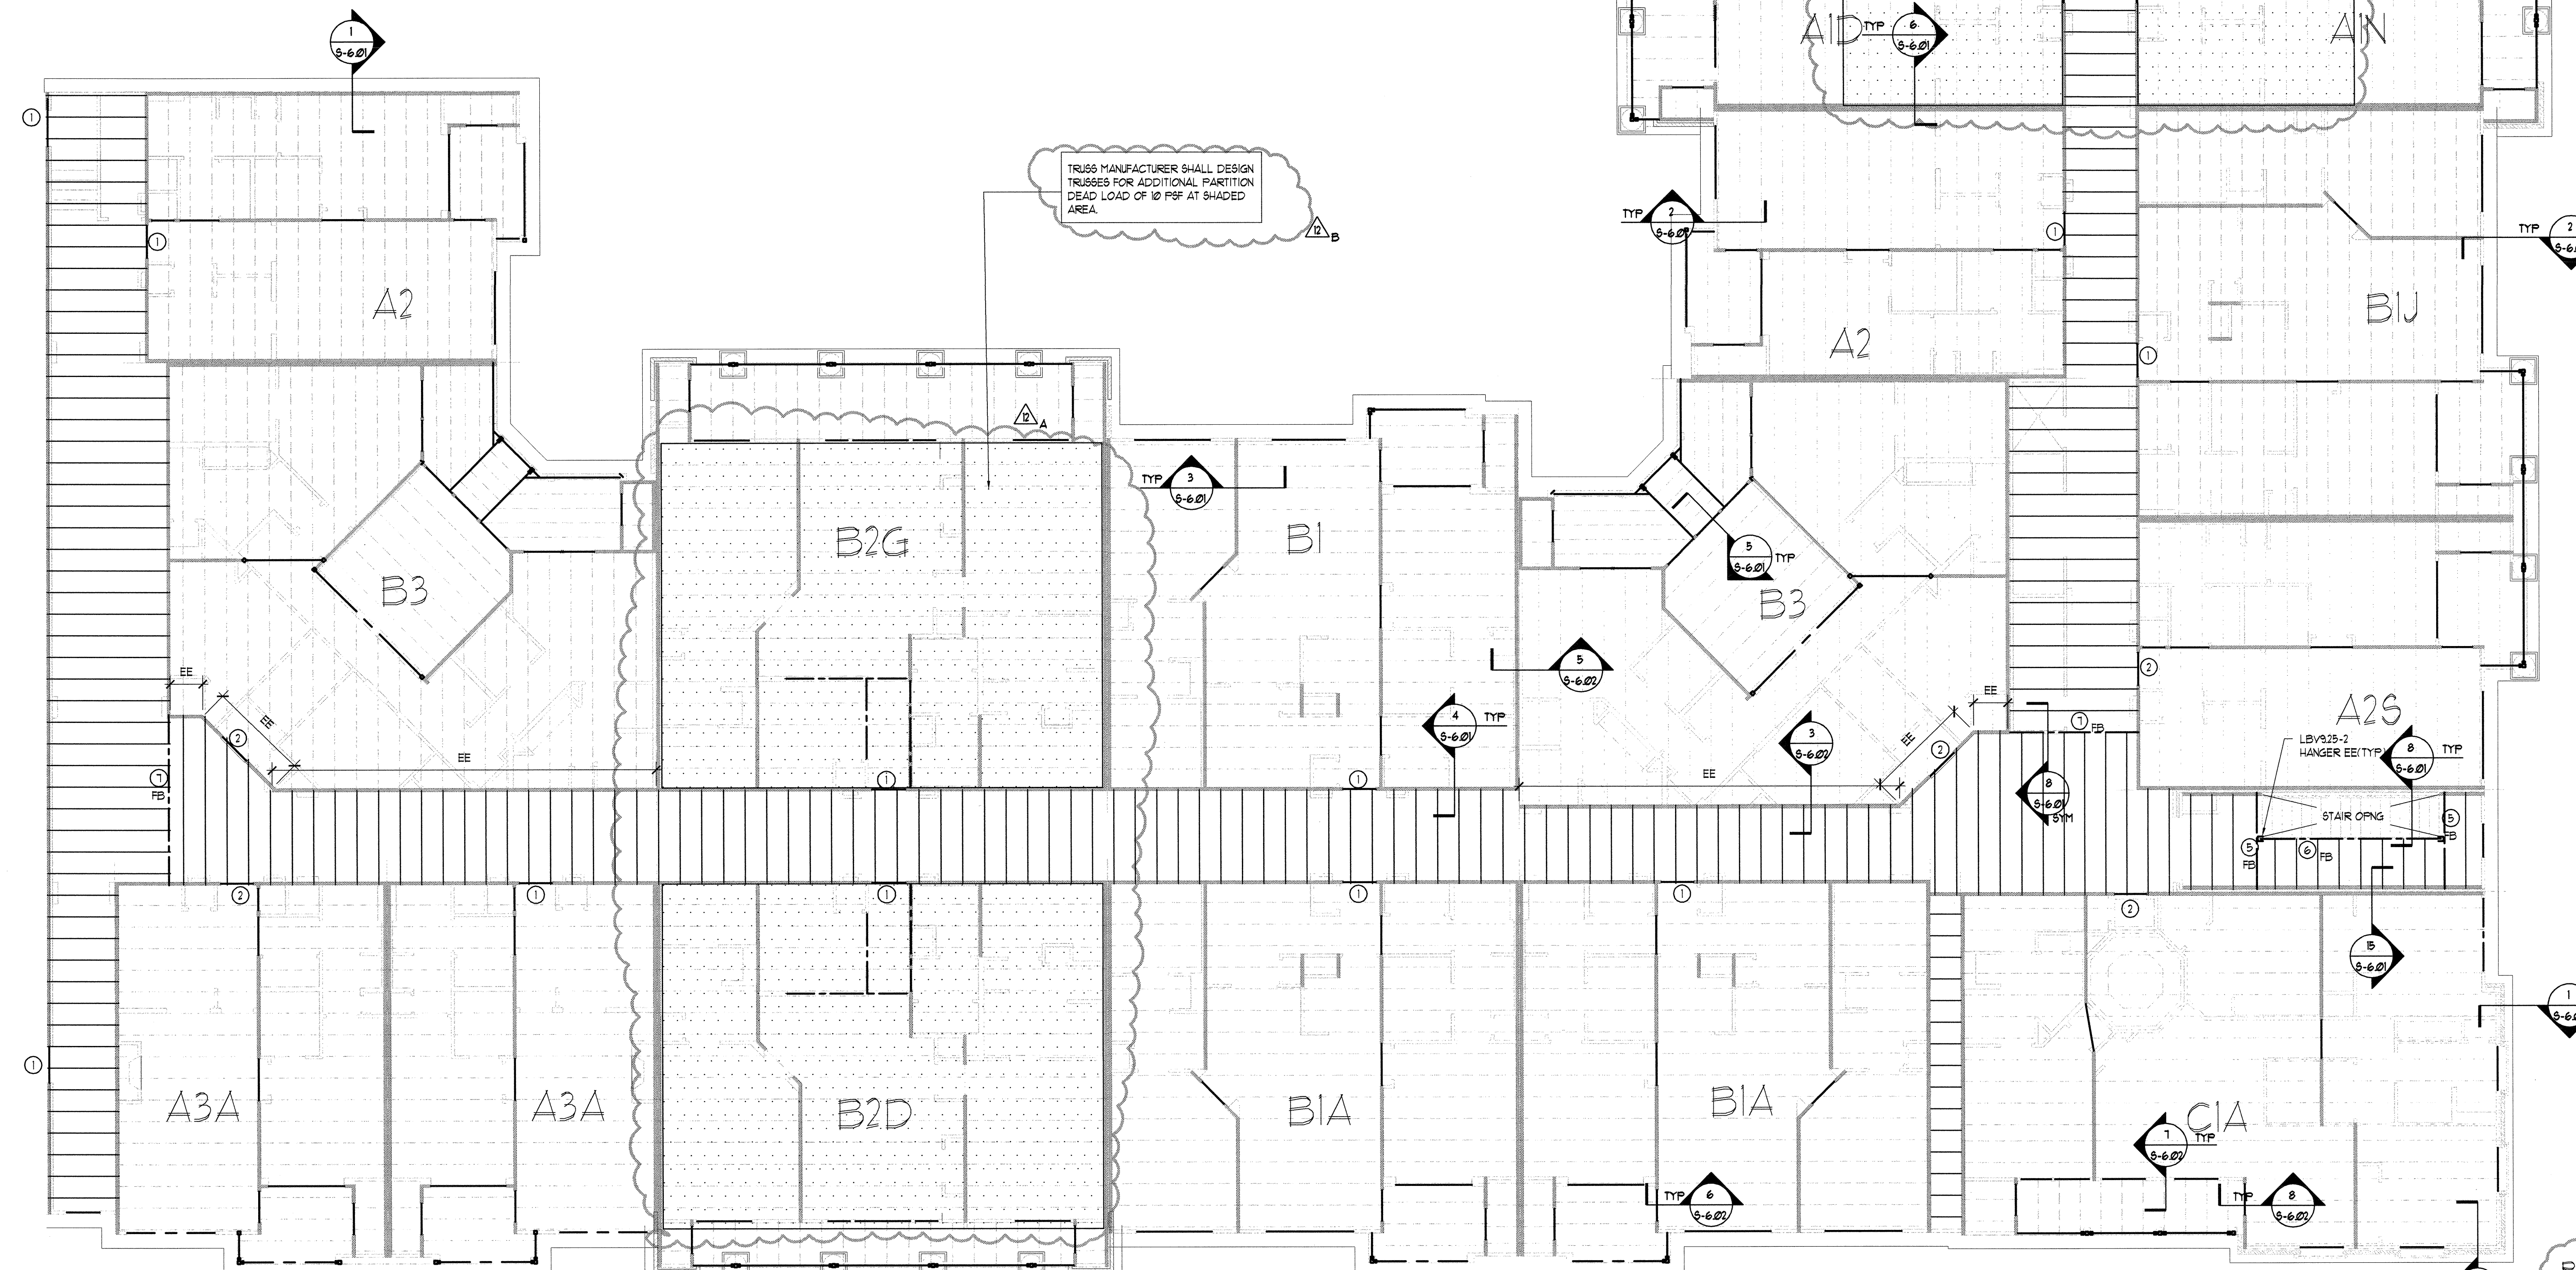 1
S-6.01
A1D
TYP
6
S-6.01
A1N
1
TRUSS MANUFACTURER SHALL DESIGN
TRUSSES FOR ADDITIONAL PARTITION
DEAD LOAD OF 10 PSF AT SHADED
AREA.
12
B
TYP
2
1
TYP
2
1
A2
B1J
A2
1
12
A
TYP
3
S-6.01
B2G
B1
5
S-6.01
TYP
B3
B3
5
S-6.02
2
EE
EE
EE
2
EE
EE
EE
2
4
S-6.01
TYP
3
S-6.02
7
FB
A2S
LBV9.25-2
HANGER EE(TYP)
8
S-6.01
TYP
7
FB
1
1
8
S-6.01
SYM
STAIR OPNG
5
FB
5
FB
6
FB
2
1
1
1
1
2
15
S-6.01
1
1
A3A
A3A
B2D
B1A
B1A
C1A
7
S-6.02
TYP
TYP
6
S-6.02
TYP
8
S-6.02